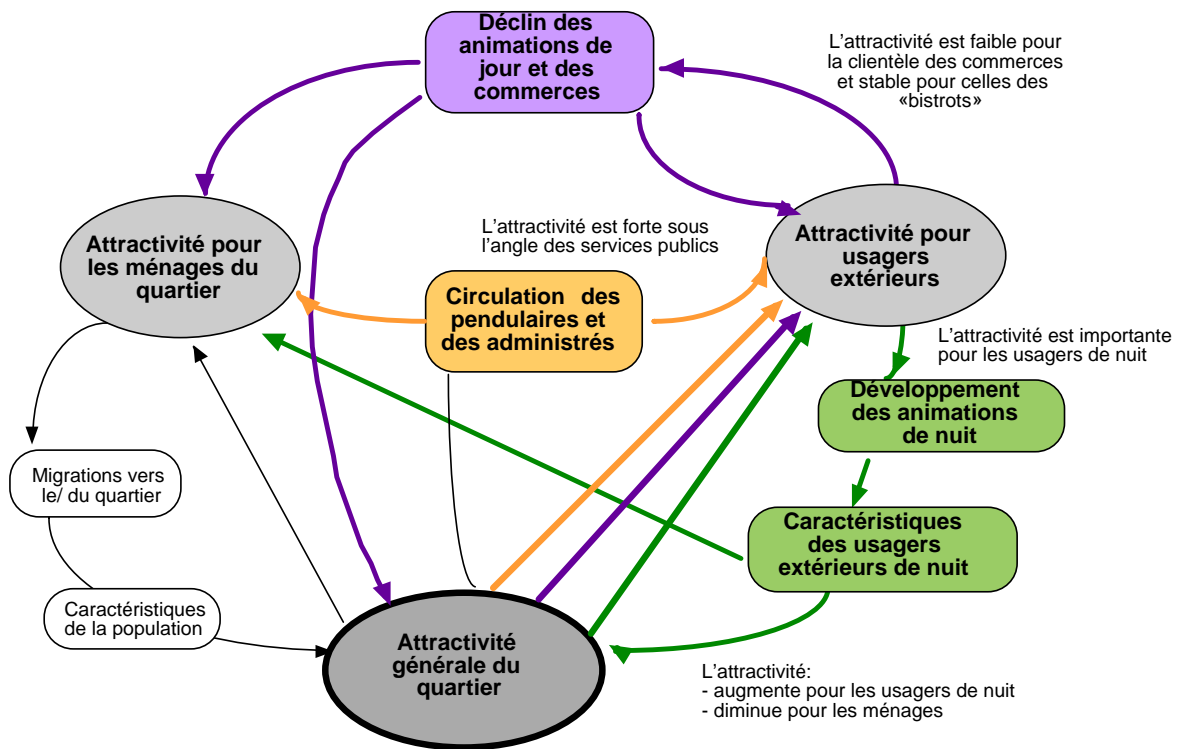 Déclin des
animations de
jour et des
commerces
L'attractivité est faible pour
la clientèle des commerces
et stable pour celles des
«bistrots»
Attractivité pour
les ménages du
quartier
L'attractivité est forte sous
l'angle des services publics
Attractivité pour
usagers
extérieurs
Circulation des
pendulaires et
des administrés
L'attractivité est importante
pour les usagers de nuit
Développement
des animations
de nuit
Migrations vers
le/ du quartier
Caractéristiques
des usagers
extérieurs de nuit
Caractéristiques
de la population
Attractivité
générale du
quartier
L'attractivité:
- augmente pour les usagers de nuit
- diminue pour les ménages